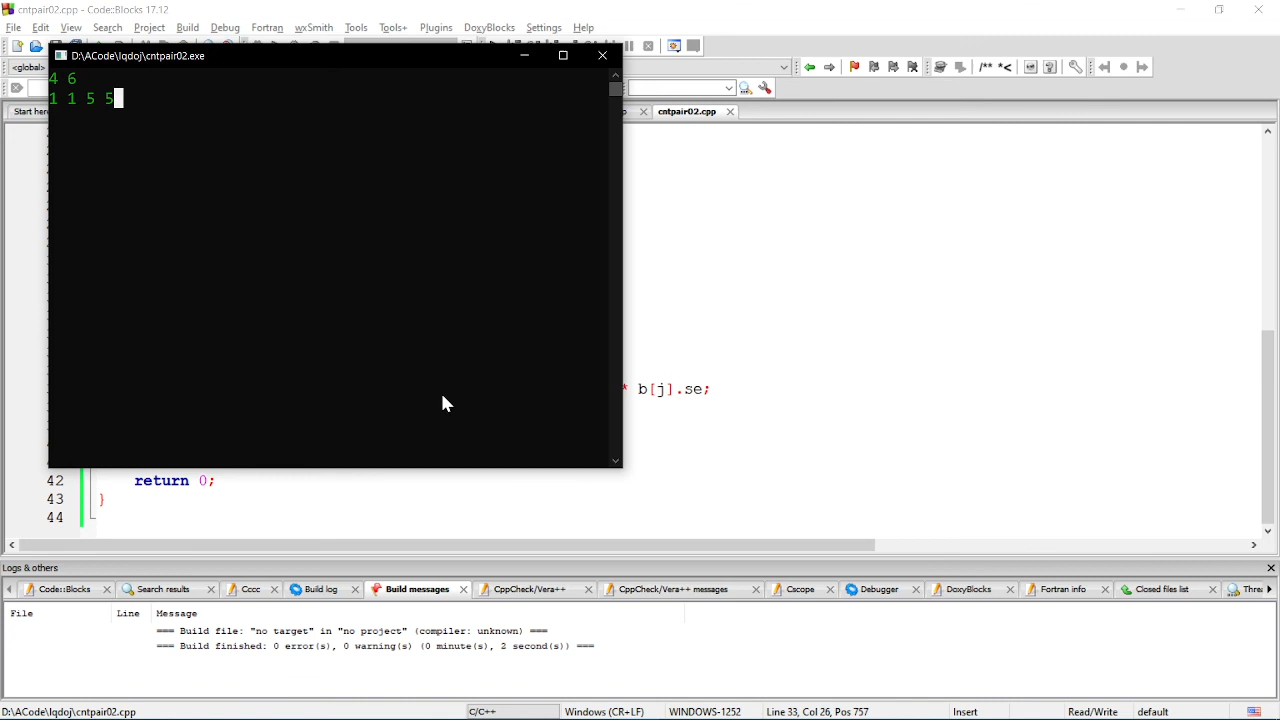 cntpair02.cpp - Code::Blocks 17.12
File Edit View Search Project Build Debug Fortran wxSmith Tools Tools+ Plugins DoxyBlocks Settings Help
D:\ACode\lqdoj\cntpair02.exe
<global>
/** *<
4 6
1 1 5 5
Start here
cntpair02.cpp
* b[j].se;
42 return 0;
43 }
44
Logs & others
Code::Blocks Search results Cccc Build log Build messages CppCheck/Vera++ CppCheck/Vera++ messages Cscope Debugger DoxyBlocks Fortran info Closed files list Threa
File Line Message
=== Build file: "no target" in "no project" (compiler: unknown) ===
=== Build finished: 0 error(s), 0 warning(s) (0 minute(s), 2 second(s)) ===
D:\ACode\lqdoj\cntpair02.cpp C/C++ Windows (CR+LF) WINDOWS-1252 Line 33, Col 26, Pos 757 Insert Read/Write default